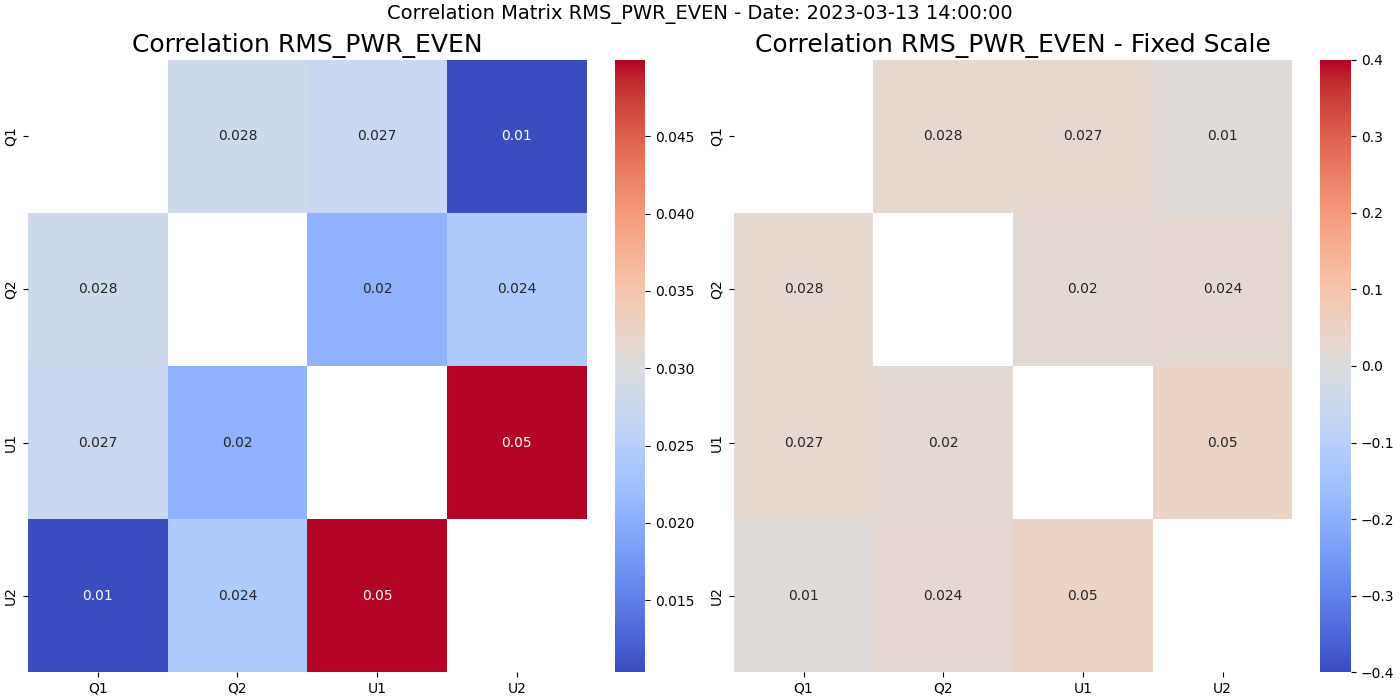 Correlation Matrix RMS_PWR_EVEN - Date: 2023-03-13 14:00:00
Correlation RMS_PWR_EVEN
Q1
0.028
0.027
0.01
Q2
0.028
0.02
0.024
U1
0.027
0.02
0.05
U2
0.01
0.024
0.05
Q1
Q2
U1
U2
0.045
0.040
0.035
0.030
0.025
0.020
0.015
Correlation RMS_PWR_EVEN - Fixed Scale
Q1
0.028
0.027
0.01
Q2
0.028
0.02
0.024
U1
0.027
0.02
0.05
U2
0.01
0.024
0.05
Q1
Q2
U1
U2
0.4
0.3
0.2
0.1
0.0
−0.1
−0.2
−0.3
−0.4